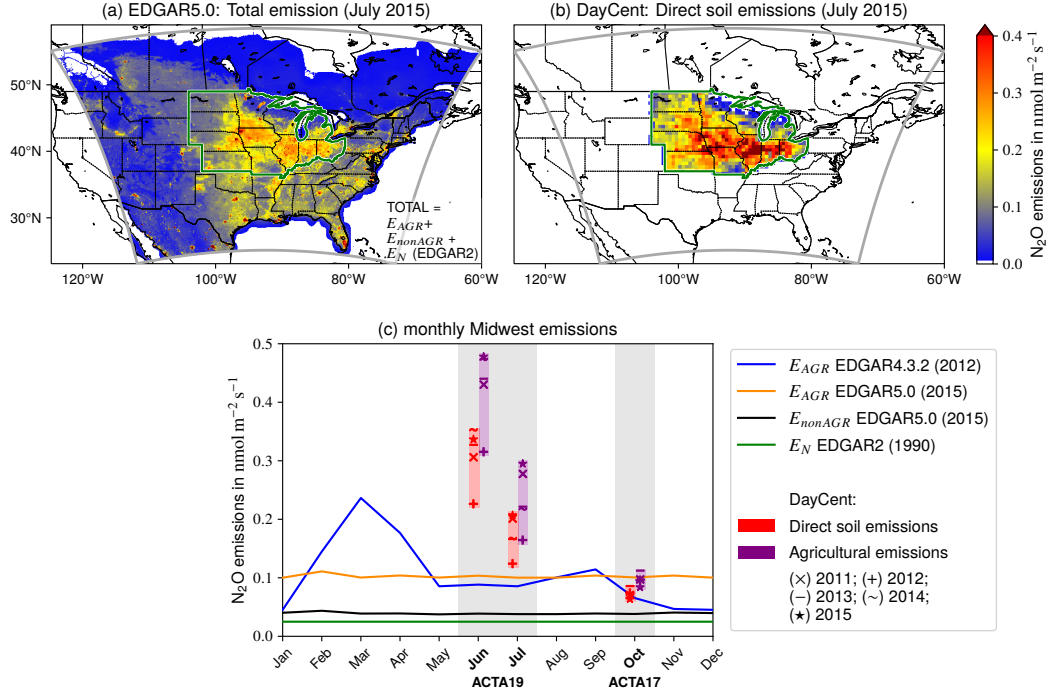 (a) EDGAR5.0: Total emission (July 2015)
(b) DayCent: Direct soil emissions (July 2015)
50°N
40°N
30°N
TOTAL =
E_AGR+
E_nonAGR +
E_N (EDGAR2)
120°W
100°W
80°W
60°W
120°W
100°W
80°W
60°W
0.4
0.3
0.2
0.1
0.0
N₂O emissions in nmol m⁻² s⁻¹
(c) monthly Midwest emissions
0.5
0.4
0.3
0.2
0.1
0.0
N₂O emissions in nmol m⁻² s⁻¹
Jan
Feb
Mar
Apr
May
Jun
Jul
Aug
Sep
Oct
Nov
Dec
ACTA19
ACTA17
E_AGR EDGAR4.3.2 (2012)
E_AGR EDGAR5.0 (2015)
E_nonAGR EDGAR5.0 (2015)
E_N EDGAR2 (1990)
DayCent:
Direct soil emissions
Agricultural emissions
(×) 2011; (+) 2012;
(−) 2013; (~) 2014;
(★) 2015